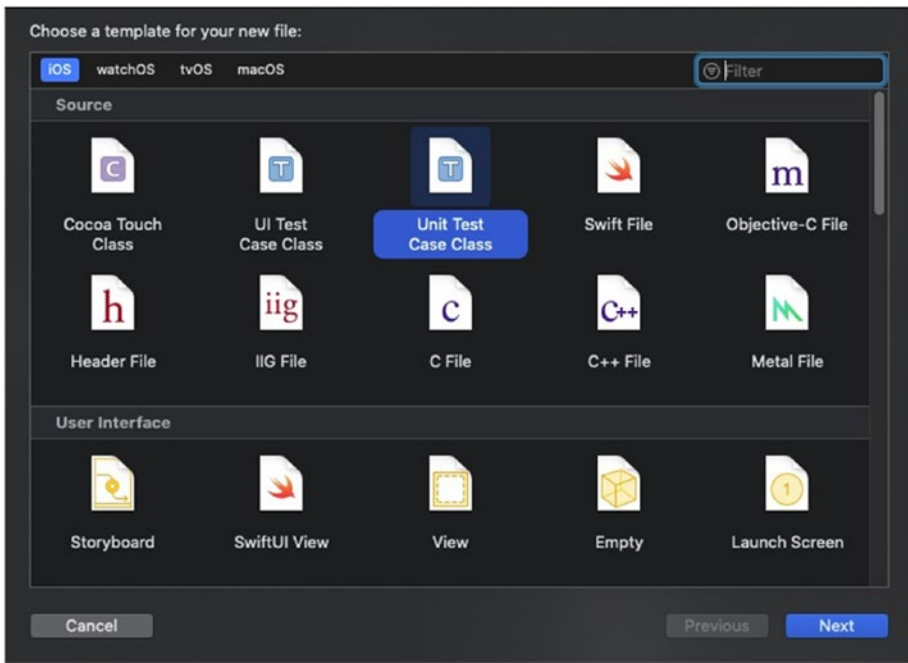 Choose a template for your new file:
iOS watchOS tvOS macOS Filter
Source
C T T m
Cocoa Touch Class UI Test Case Class Unit Test Case Class Swift File Objective-C File
h iig c C++
Header File IIG File C File C++ File Metal File
User Interface
1
Storyboard SwiftUI View View Empty Launch Screen
Cancel Previous Next